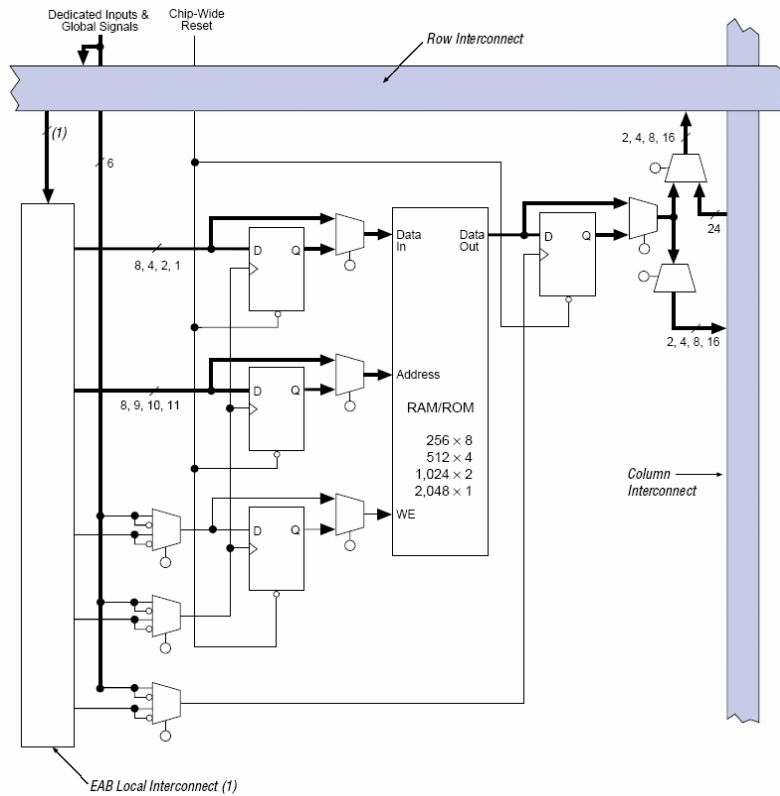 Dedicated Inputs &
Global Signals
Chip-Wide
Reset
Row Interconnect
(1)
6
2, 4, 8, 16
24
D
Q
8, 4, 2, 1
Data
In
Data
Out
D
Q
2, 4, 8, 16
D
Q
8, 9, 10, 11
Address
RAM/ROM
256 × 8
512 × 4
1,024 × 2
2,048 × 1
Column
Interconnect
D
Q
WE
EAB Local Interconnect (1)